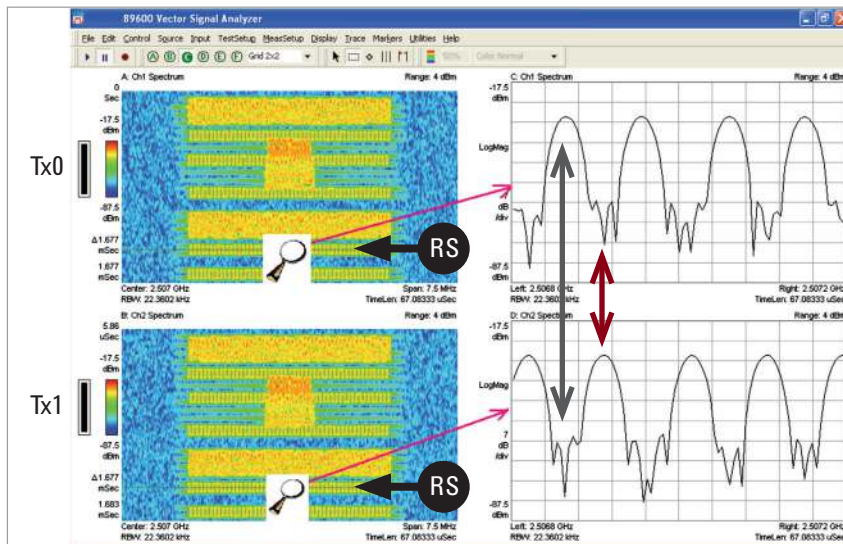 89600 Vector Signal Analyzer
File Edit Control Source Input TestSetup Display MeasSetup Trace Markers Utilities Help
A B C D E F Grid 2x2 50% Color Normal
A: Ch1 Spectrum Range: 4 dBm
0
Sec
-17.5
dBm
Tx0
-87.5
dBm
Δ1.677
mSec
1.677
mSec
RS
Center: 2.507 GHz Span: 7.5 MHz
RBW: 22.3602 kHz TimeLen: 67.08333 uSec
C: Ch1 Spectrum Range: 4 dBm
-17.5
dBm
LogMag
dB
/div
-87.5
dBm
Left: 2.5068 GHz Right: 2.5072 GHz
RBW: 22.3602 kHz TimeLen: 67.08333 uSec
B: Ch2 Spectrum Range: 4 dBm
5.86
uSec
-17.5
dBm
Tx1
-87.5
dBm
Δ1.677
mSec
1.683
mSec
RS
Center: 2.507 GHz Span: 7.5 MHz
RBW: 22.3602 kHz TimeLen: 67.08333 uSec
D: Ch2 Spectrum Range: 4 dBm
-17.5
dBm
LogMag
7
dB
/div
-87.5
dBm
Left: 2.5068 GHz Right: 2.5072 GHz
RBW: 22.3602 kHz TimeLen: 67.08333 uSec